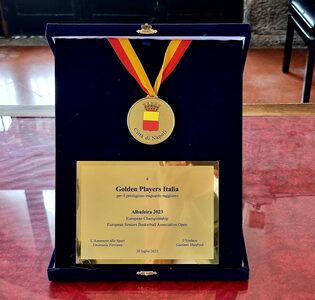 Città di Napoli
a
Golden Players Italia
per il prestigioso traguardo raggiunto
Albufeira 2023
European Championship
European Seniors Basketball Association Open
L'Assessore allo Sport
Emanuela Ferrante
Il Sindaco
Gaetano Manfredi
20 luglio 2023